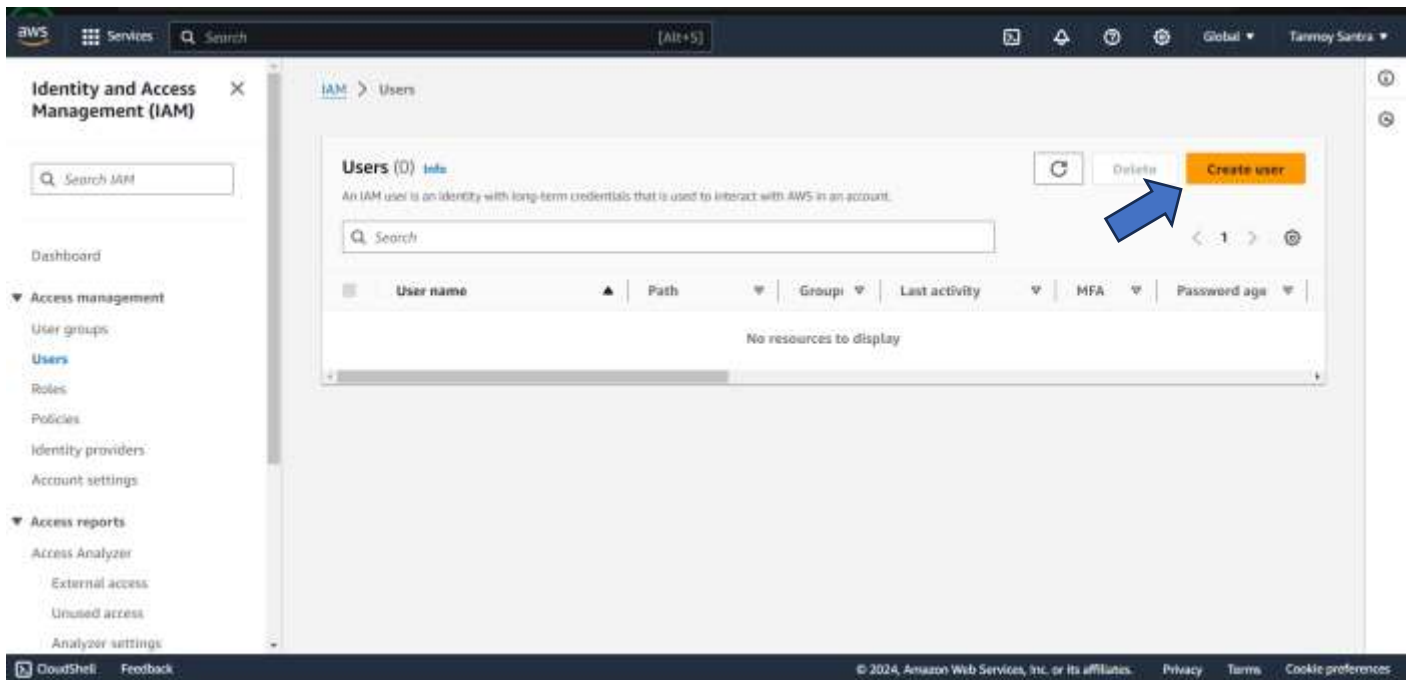 aws
Services
Search
[Alt+S]
Global
Tanmoy Santra
Identity and Access
Management (IAM)
Search IAM
Dashboard
Access management
User groups
Users
Roles
Policies
Identity providers
Account settings
Access reports
Access Analyzer
External access
Unused access
Analyzer settings
IAM > Users
Users (0) Info
An IAM user is an identity with long-term credentials that is used to interact with AWS in an account.
Delete
Create user
Search
< 1 >
User name
Path
Group
Last activity
MFA
Password age
No resources to display
CloudShell
Feedback
© 2024, Amazon Web Services, Inc. or its affiliates.
Privacy
Terms
Cookie preferences